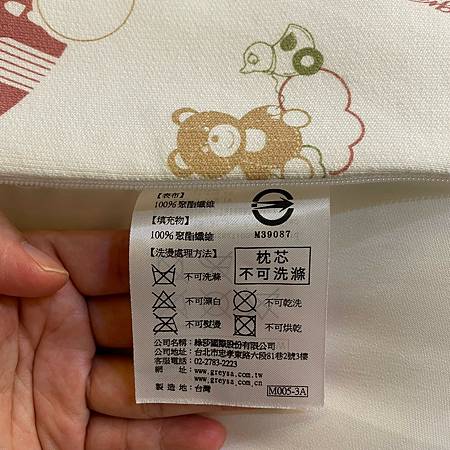 【表布】
100% 聚酯纖維
【填充物】
100% 聚酯纖維
M39087
【洗燙處理方法】
枕芯
不可洗滌
不可洗滌
不可漂白
不可乾洗
不可熨燙
不可烘乾
公司名稱：綠莎國際股份有限公司
公司地址：台北市忠孝東路六段81巷2號3樓
客服電話：02-2783-2223
網　　址：www.greysa.com.tw
www.greysa.com.cn
製 造 地：台灣
M005-3A